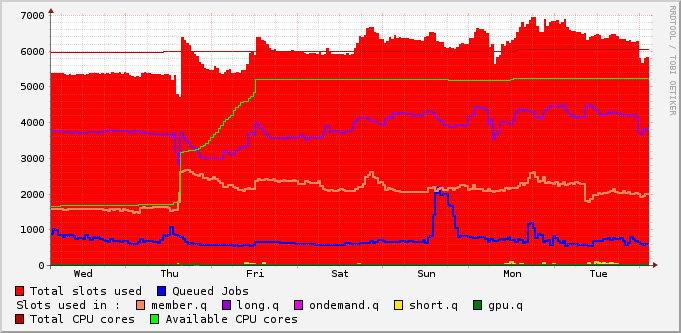 7000
6000
5000
4000
3000
2000
1000
0
Wed Thu Fri Sat Sun Mon Tue
RRDTOOL / TOBI OETIKER
Total slots used Queued Jobs
Slots used in : member.q long.q ondemand.q short.q gpu.q
Total CPU cores Available CPU cores